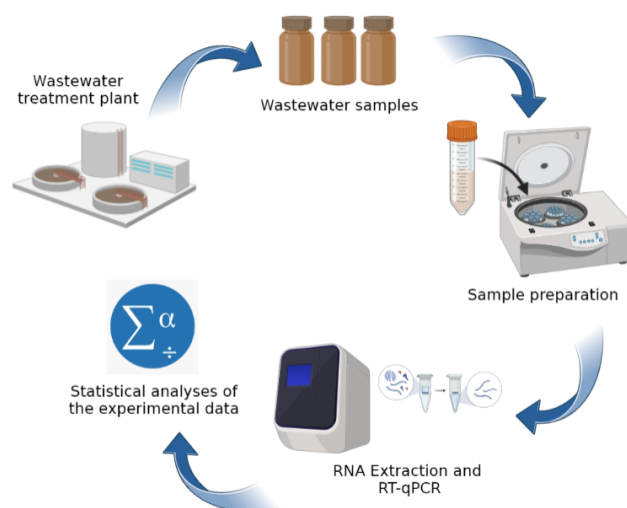 Wastewater
treatment plant
Wastewater samples
Sample preparation
RNA Extraction and
RT-qPCR
∑ α
÷
Statistical analyses of
the experimental data